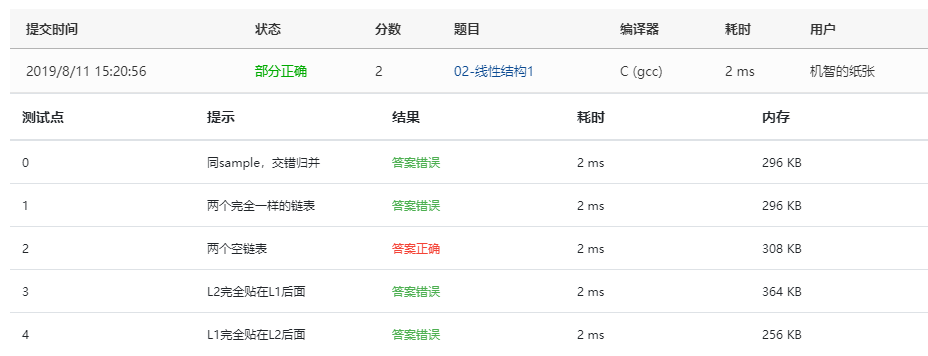 提交时间 状态 分数 题目 编译器 耗时 用户
2019/8/11 15:20:56 部分正确 2 02-线性结构1 C (gcc) 2 ms 机智的纸张
测试点 提示 结果 耗时 内存
0 同sample，交错归并 答案错误 2 ms 296 KB
1 两个完全一样的链表 答案错误 2 ms 296 KB
2 两个空链表 答案正确 2 ms 308 KB
3 L2完全贴在L1后面 答案错误 2 ms 364 KB
4 L1完全贴在L2后面 答案错误 2 ms 256 KB